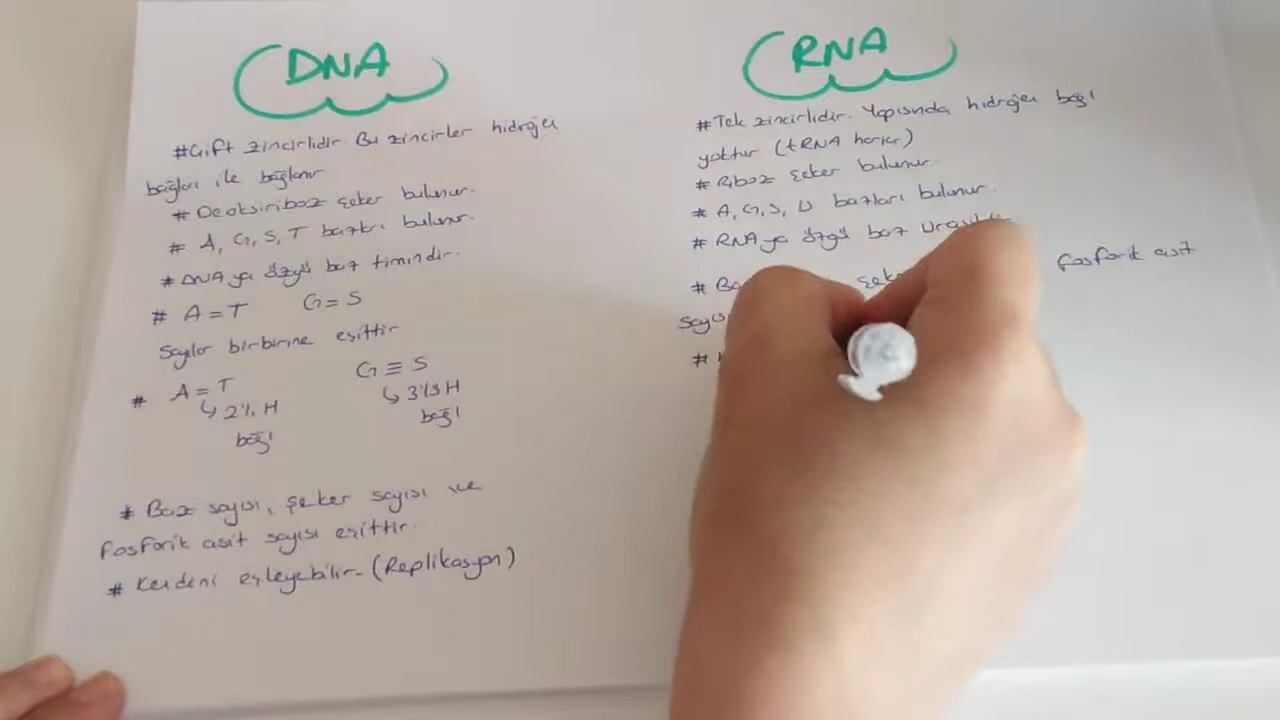 DNA
#Çift zincirlidir. Bu zincirler hidrojen
bağları ile bağlanır
# Deoksiriboz şeker bulunur.
# A, G, S, T bazları bulunur.
# DNA ya özgü baz timindir.
# A = T G = S
Sayılar birbirine eşittir
# A = T G ≡ S
↳ 2'li H ↳ 3'lü H
bağı bağı
# Baz sayısı, şeker sayısı ile
fosforik asit sayısı eşittir.
# Kendini eşleyebilir. (Replikasyon)
RNA
#Tek zincirlidir. Yapısında hidrojen bağı
yoktur (tRNA hariç)
# Riboz şeker bulunur.
# A, G, S, U bazları bulunur.
# RNA ya özgü baz
# şeke fosforik asit
sayıs
#